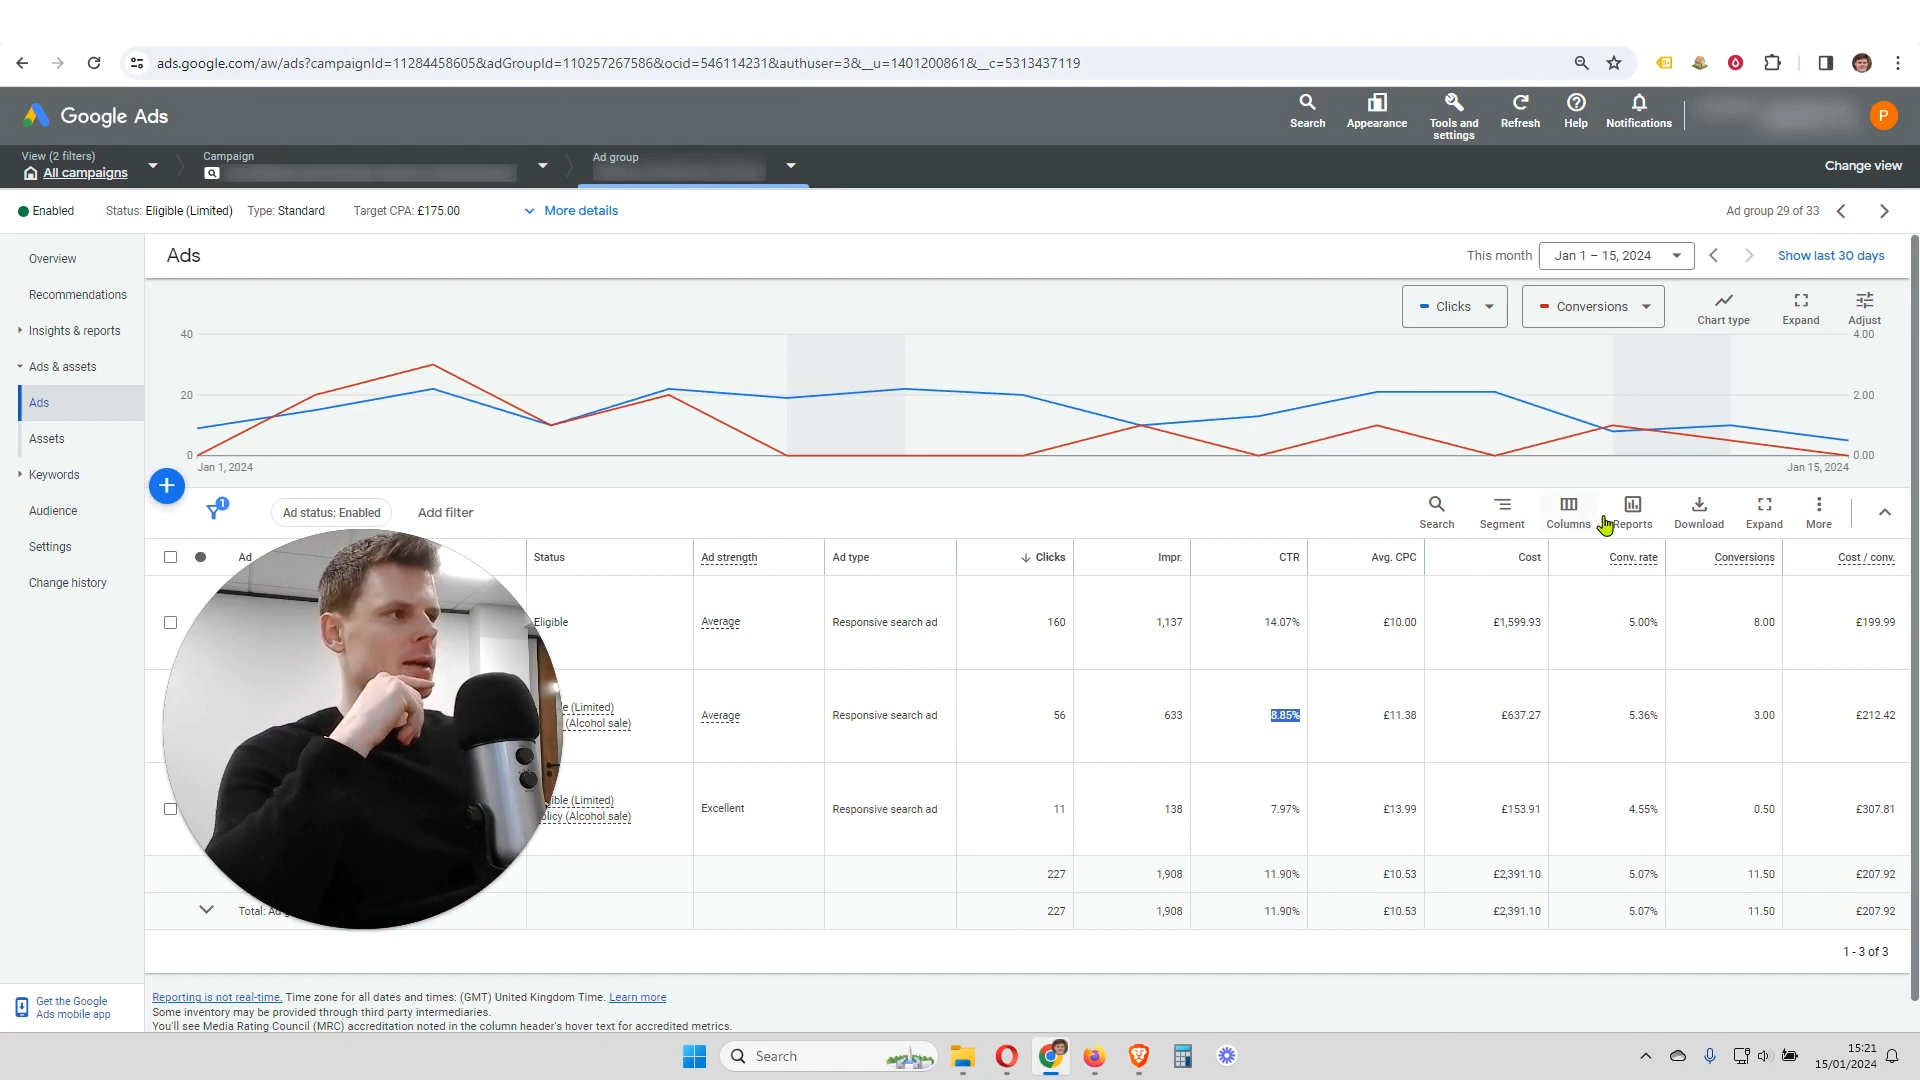 ads.google.com/aw/ads?campaignId=11284458605&adGroupId=110257267586&ocid=546114231&authuser=3&__u=1401200861&__c=5313437119
Google Ads
Search
Appearance
Tools and
settings
Refresh
Help
Notifications
P
View (2 filters)
All campaigns
Campaign
Ad group
Change view
Enabled
Status: Eligible (Limited)
Type: Standard
Target CPA: £175.00
More details
Ad group 29 of 33
Overview
Recommendations
Insights & reports
Ads & assets
Ads
Assets
Keywords
Audience
Settings
Change history
Get the Google
Ads mobile app
Ads
This month
Jan 1 – 15, 2024
Show last 30 days
Clicks
Conversions
Chart type
Expand
Adjust
40
20
0
4.00
2.00
0.00
Jan 1, 2024
Jan 15, 2024
1
Ad status: Enabled
Add filter
Search
Segment
Columns
Reports
Download
Expand
More
Ad Status Ad strength Ad type Clicks Impr. CTR Avg. CPC Cost Conv. rate Conversions Cost / conv.
Eligible Average Responsive search ad 160 1,137 14.07% £10.00 £1,599.93 5.00% 8.00 £199.99
e (Limited)
(Alcohol sale)
Average Responsive search ad 56 633 8.85% £11.38 £637.27 5.36% 3.00 £212.42
ible (Limited)
olicy (Alcohol sale)
Excellent Responsive search ad 11 138 7.97% £13.99 £153.91 4.55% 0.50 £307.81
227 1,908 11.90% £10.53 £2,391.10 5.07% 11.50 £207.92
Total: Ad g 227 1,908 11.90% £10.53 £2,391.10 5.07% 11.50 £207.92
1 - 3 of 3
Reporting is not real-time. Time zone for all dates and times: (GMT) United Kingdom Time. Learn more
Some inventory may be provided through third party intermediaries.
You'll see Media Rating Council (MRC) accreditation noted in the column header's hover text for accredited metrics.
Search
15:21
15/01/2024